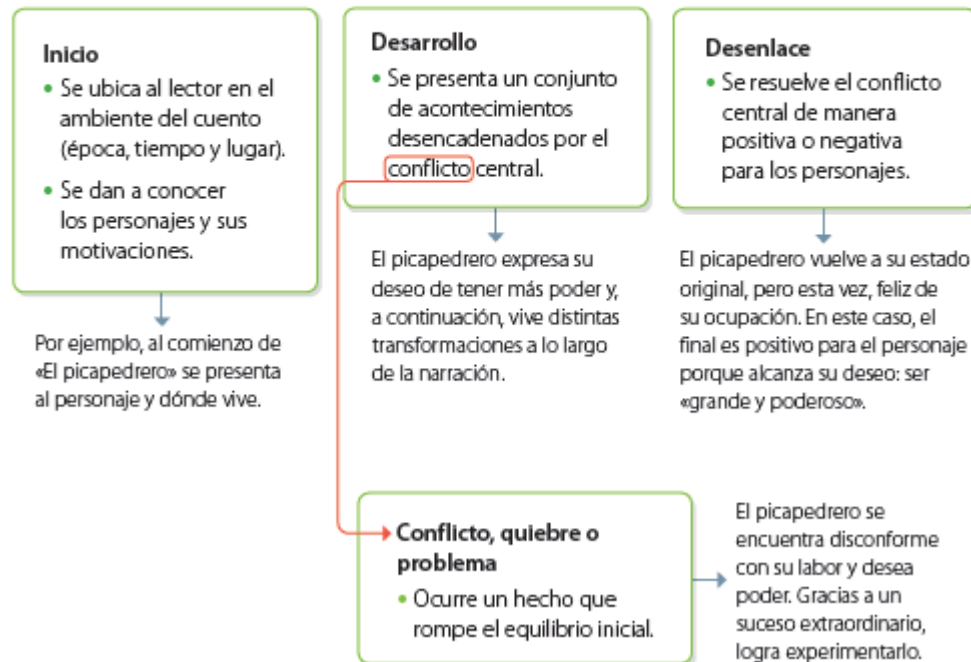 Inicio
• Se ubica al lector en el
ambiente del cuento
(época, tiempo y lugar).
• Se dan a conocer
los personajes y sus
motivaciones.
Por ejemplo, al comienzo de
«El picapedrero» se presenta
al personaje y dónde vive.
Desarrollo
• Se presenta un conjunto
de acontecimientos
desencadenados por el
conflicto central.
El picapedrero expresa su
deseo de tener más poder y,
a continuación, vive distintas
transformaciones a lo largo
de la narración.
Desenlace
• Se resuelve el conflicto
central de manera
positiva o negativa
para los personajes.
El picapedrero vuelve a su estado
original, pero esta vez, feliz de
su ocupación. En este caso, el
final es positivo para el personaje
porque alcanza su deseo: ser
«grande y poderoso».
Conflicto, quiebre o
problema
• Ocurre un hecho que
rompe el equilibrio inicial.
El picapedrero se
encuentra disconforme
con su labor y desea
poder. Gracias a un
suceso extraordinario,
logra experimentarlo.